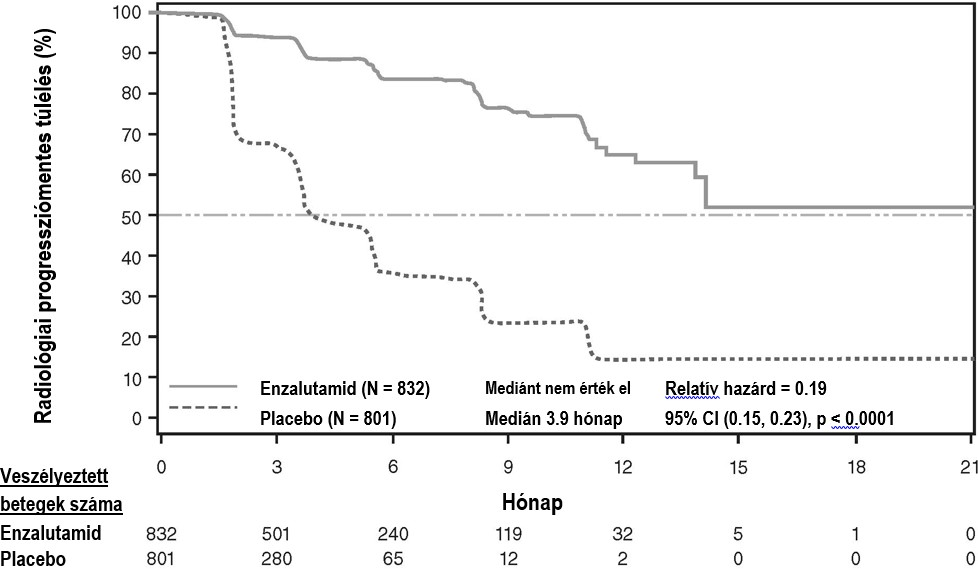 Radiológiai progressziómentes túlélés (%)
100
90
80
70
60
50
40
30
20
10
0
Enzalutamid (N = 832) Mediánt nem érték el Relatív hazárd = 0.19
Placebo (N = 801) Medián 3.9 hónap 95% CI (0.15, 0.23), p < 0.0001
0 3 6 9 12 15 18 21
Hónap
Veszélyeztett
betegek száma
Enzalutamid 832 501 240 119 32 5 1 0
Placebo 801 280 65 12 2 0 0 0